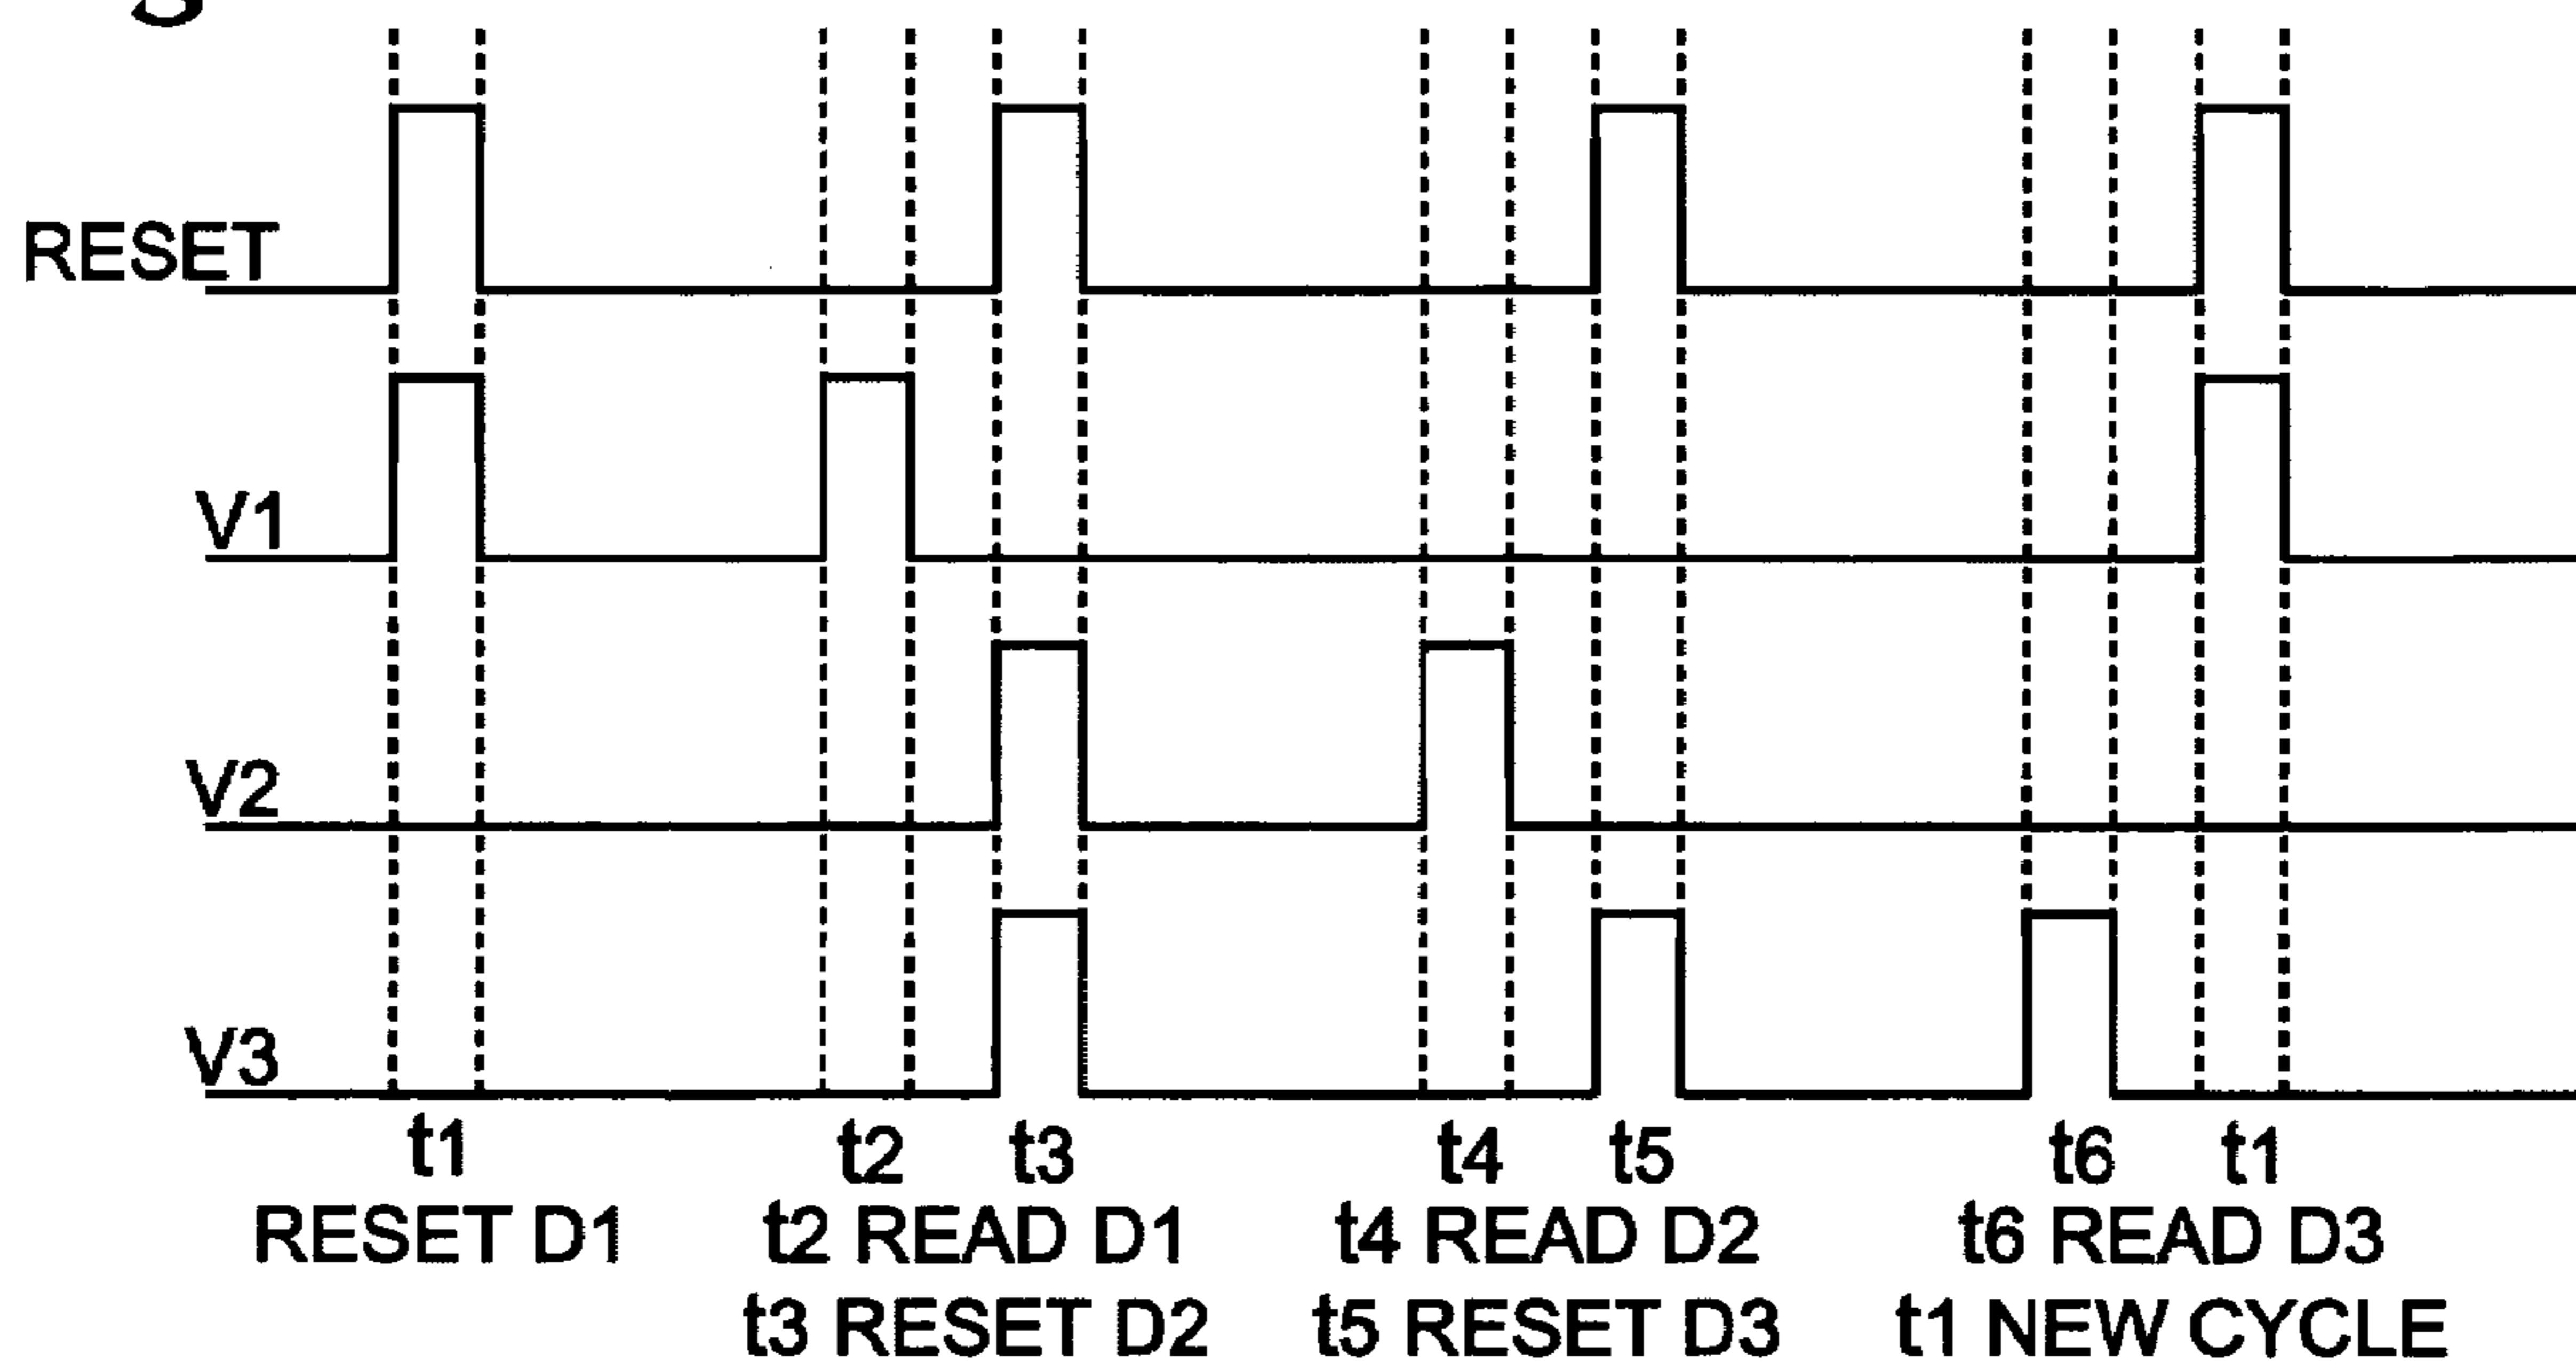 RESET
V1
V2
V3
t1 t2 t3 t4 t5 t6 t1
RESET D1 t2 READ D1 t4 READ D2 t6 READ D3
t3 RESET D2 t5 RESET D3 t1 NEW CYCLE